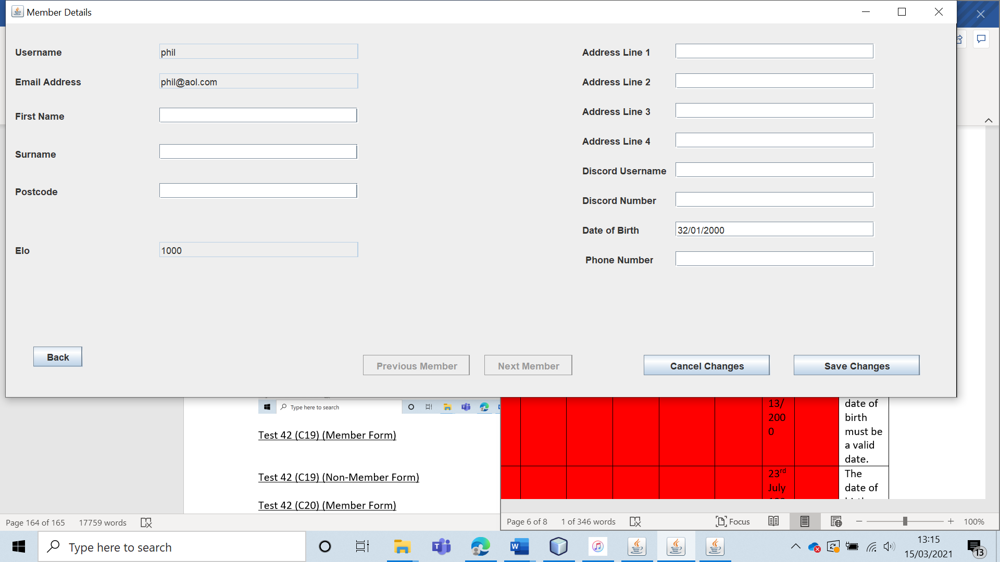 Member Details
Username
phil
Email Address
phil@aol.com
First Name
Surname
Postcode
Elo
1000
Address Line 1
Address Line 2
Address Line 3
Address Line 4
Discord Username
Discord Number
Date of Birth
32/01/2000
Phone Number
Back
Previous Member
Next Member
Cancel Changes
Save Changes
Type here to search
Test 42 (C19) (Member Form)
Test 42 (C19) (Non-Member Form)
Test 42 (C20) (Member Form)
13/
200
0
date of
birth
must be
a valid
date.
23rd
July
The
date of
Page 164 of 165
17759 words
Page 6 of 8
1 of 346 words
Focus
100%
Type here to search
13:15
15/03/2021
13